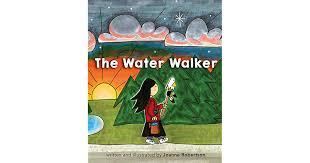 The Water Walker
written and illustrated by Joanne Robertson